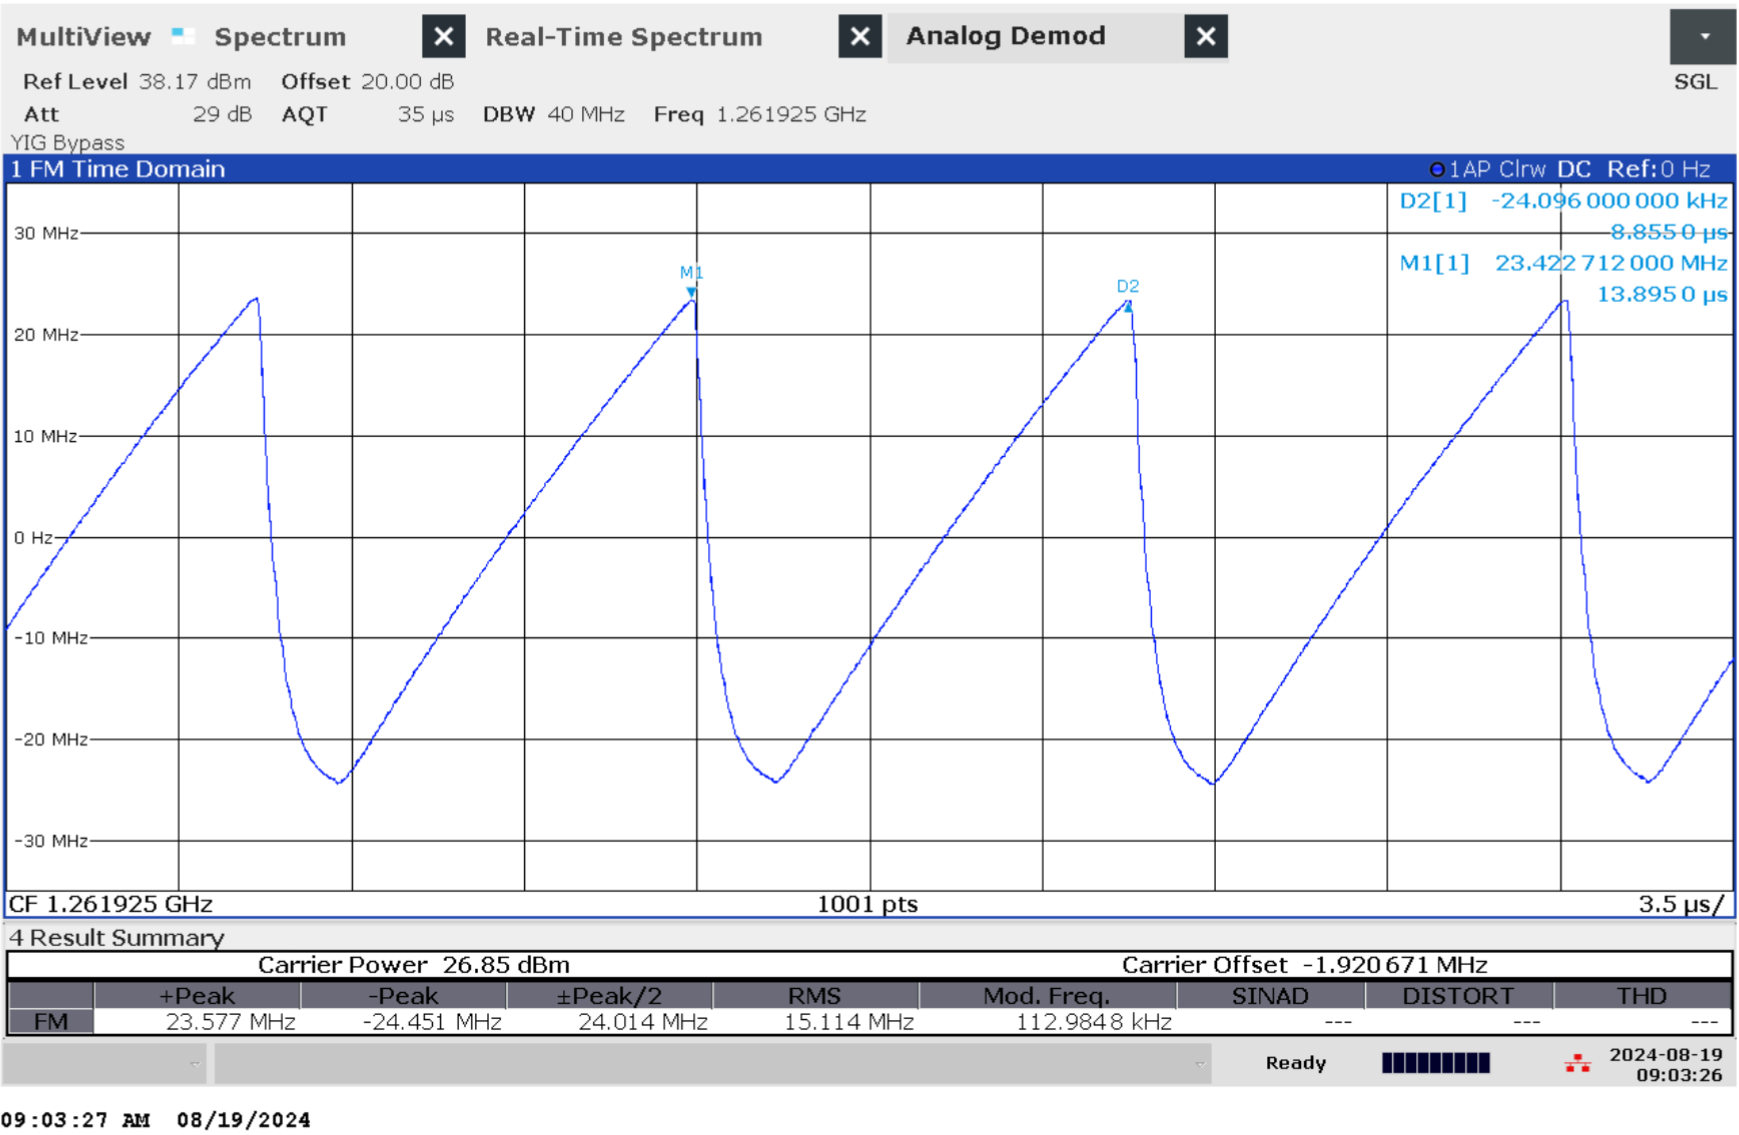 MultiView Spectrum Real-Time Spectrum Analog Demod
Ref Level 38.17 dBm Offset 20.00 dB SGL
Att 29 dB AQT 35 µs DBW 40 MHz Freq 1.261925 GHz
YIG Bypass
1 FM Time Domain 1AP Clrw DC Ref:0 Hz
D2[1] -24.096 000 000 kHz
8.855 0 µs
M1[1] 23.422 712 000 MHz
13.895 0 µs
30 MHz
M1
D2
20 MHz
10 MHz
0 Hz
-10 MHz
-20 MHz
-30 MHz
CF 1.261925 GHz 1001 pts 3.5 µs/
4 Result Summary
Carrier Power 26.85 dBm Carrier Offset -1.920 671 MHz
+Peak -Peak ±Peak/2 RMS Mod. Freq. SINAD DISTORT THD
FM 23.577 MHz -24.451 MHz 24.014 MHz 15.114 MHz 112.984 8 kHz --- --- ---
Ready 2024-08-19
09:03:26
09:03:27 AM 08/19/2024